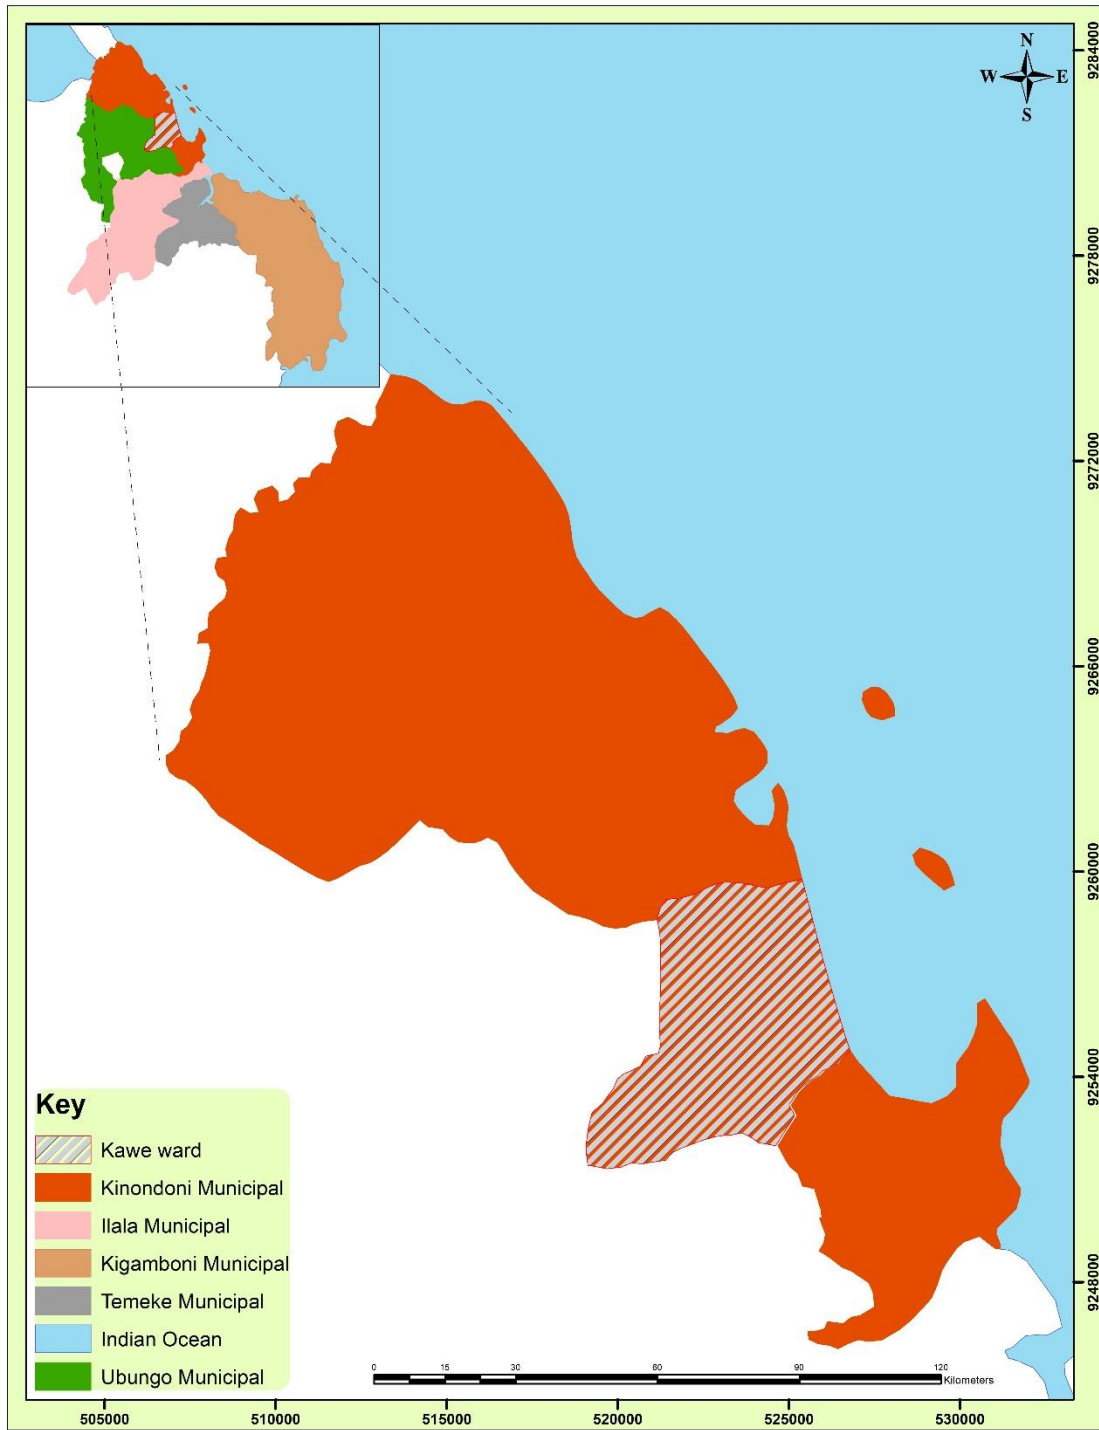 N
W E
S
9284000
9278000
9272000
9266000
9260000
9254000
9248000
Key
Kawe ward
Kinondoni Municipal
Ilala Municipal
Kigamboni Municipal
Temeke Municipal
Indian Ocean
Ubungo Municipal
0 15 30 60 90 120
Kilometers
505000 510000 515000 520000 525000 530000